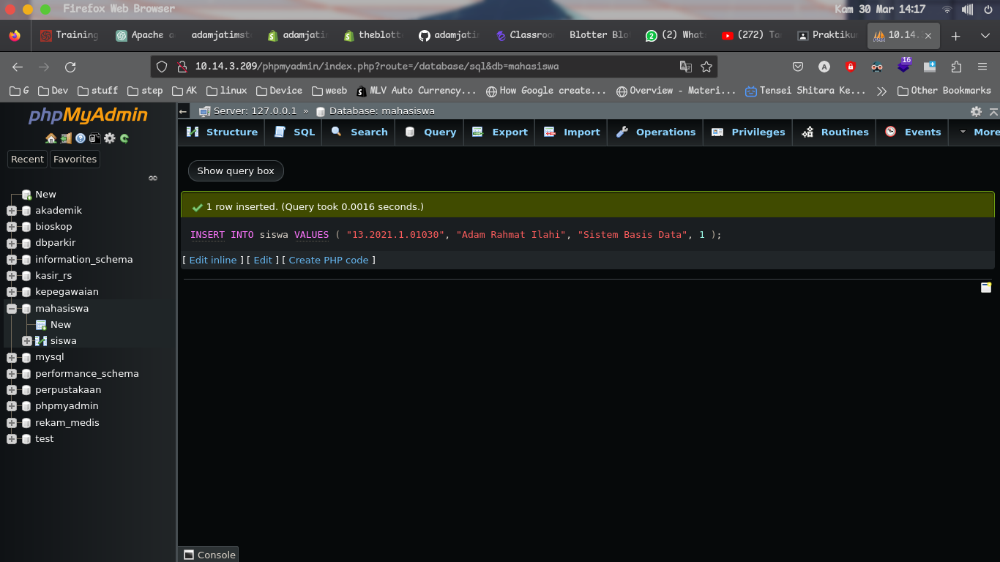 Firefox Web Browser
Kam 30 Mar 14:17
Training
Apache a
adamjatimst
adamjati
theblott
adamjati
Classroo
Blotter Blo
(2) What
(272) Ta
Praktiku
10.14.
10.14.3.209/phpmyadmin/index.php?route=/database/sql&db=mahasiswa
A
16
G
Dev
stuff
step
AK
linux
Device
weeb
MLV Auto Currency...
How Google create...
Overview - Materi...
Tensei Shitara Ke...
Other Bookmarks
phpMyAdmin
Recent
Favorites
New
akademik
bioskop
dbparkir
information_schema
kasir_rs
kepegawaian
mahasiswa
New
siswa
mysql
performance_schema
perpustakaan
phpmyadmin
rekam_medis
test
Server: 127.0.0.1 » Database: mahasiswa
Structure
SQL
Search
Query
Export
Import
Operations
Privileges
Routines
Events
More
Show query box
1 row inserted. (Query took 0.0016 seconds.)
INSERT INTO siswa VALUES ( "13.2021.1.01030", "Adam Rahmat Ilahi", "Sistem Basis Data", 1 );
[ Edit inline ] [ Edit ] [ Create PHP code ]
Console